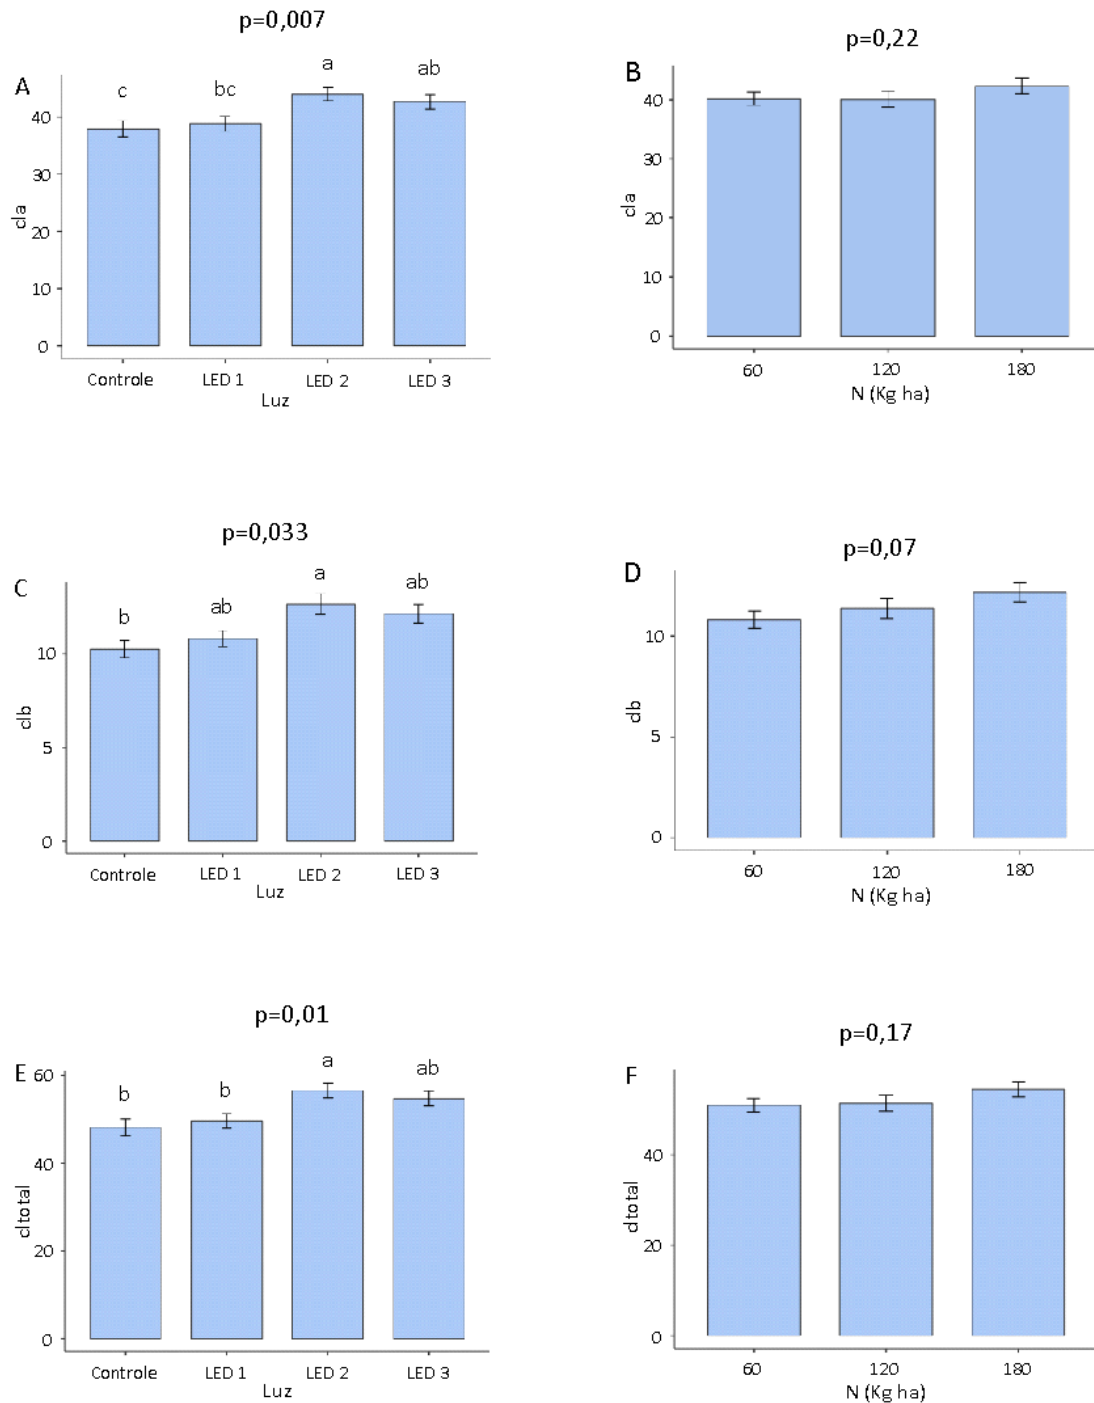 p=0,007
A
c
bc
a
ab
40
30
20
10
0
cla
Controle
LED 1
LED 2
LED 3
Luz
p=0,22
B
40
30
20
10
0
cla
60
120
180
N (Kg ha)
p=0,033
C
b
ab
a
ab
10
5
0
clb
Controle
LED 1
LED 2
LED 3
Luz
p=0,07
D
10
5
0
clb
60
120
180
N (Kg ha)
p=0,01
E
b
b
a
ab
60
40
20
0
cltotal
Controle
LED 1
LED 2
LED 3
Luz
p=0,17
F
40
20
0
cltotal
60
120
180
N (Kg ha)